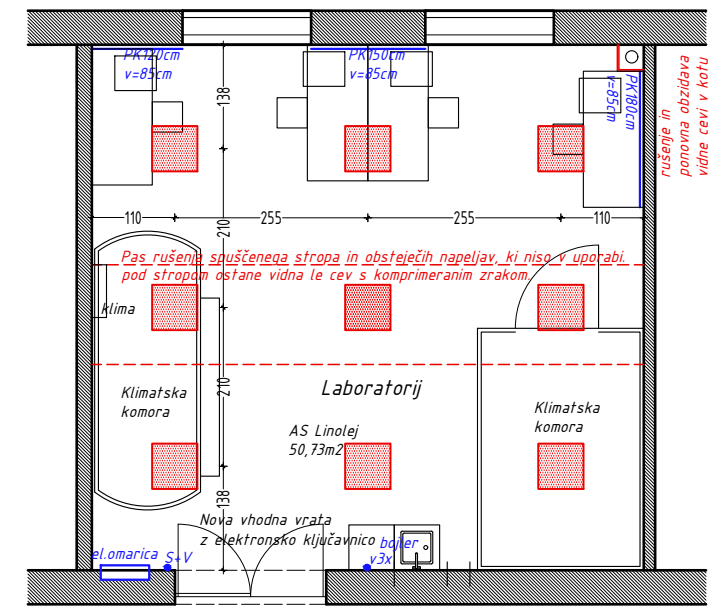 PK120cm
v=85cm
PK150cm
v=85cm
PK180cm
v=85cm
rušenje in
ponovna obzidava
vidne cevi v kotu
138
110
255
255
110
210
Pas rušenja spuščenega stropa in obstoječih napeljav, ki niso v uporabi.
pod stropom ostane vidna le cev s komprimeranim zrakom.
klima
210
Laboratorij
Klimatska
komora
Klimatska
komora
AS Linolej
50,73m2
138
Nova vhodna vrata
z elektronsko ključavnico
bojler
v3x
el.omarica
S+V